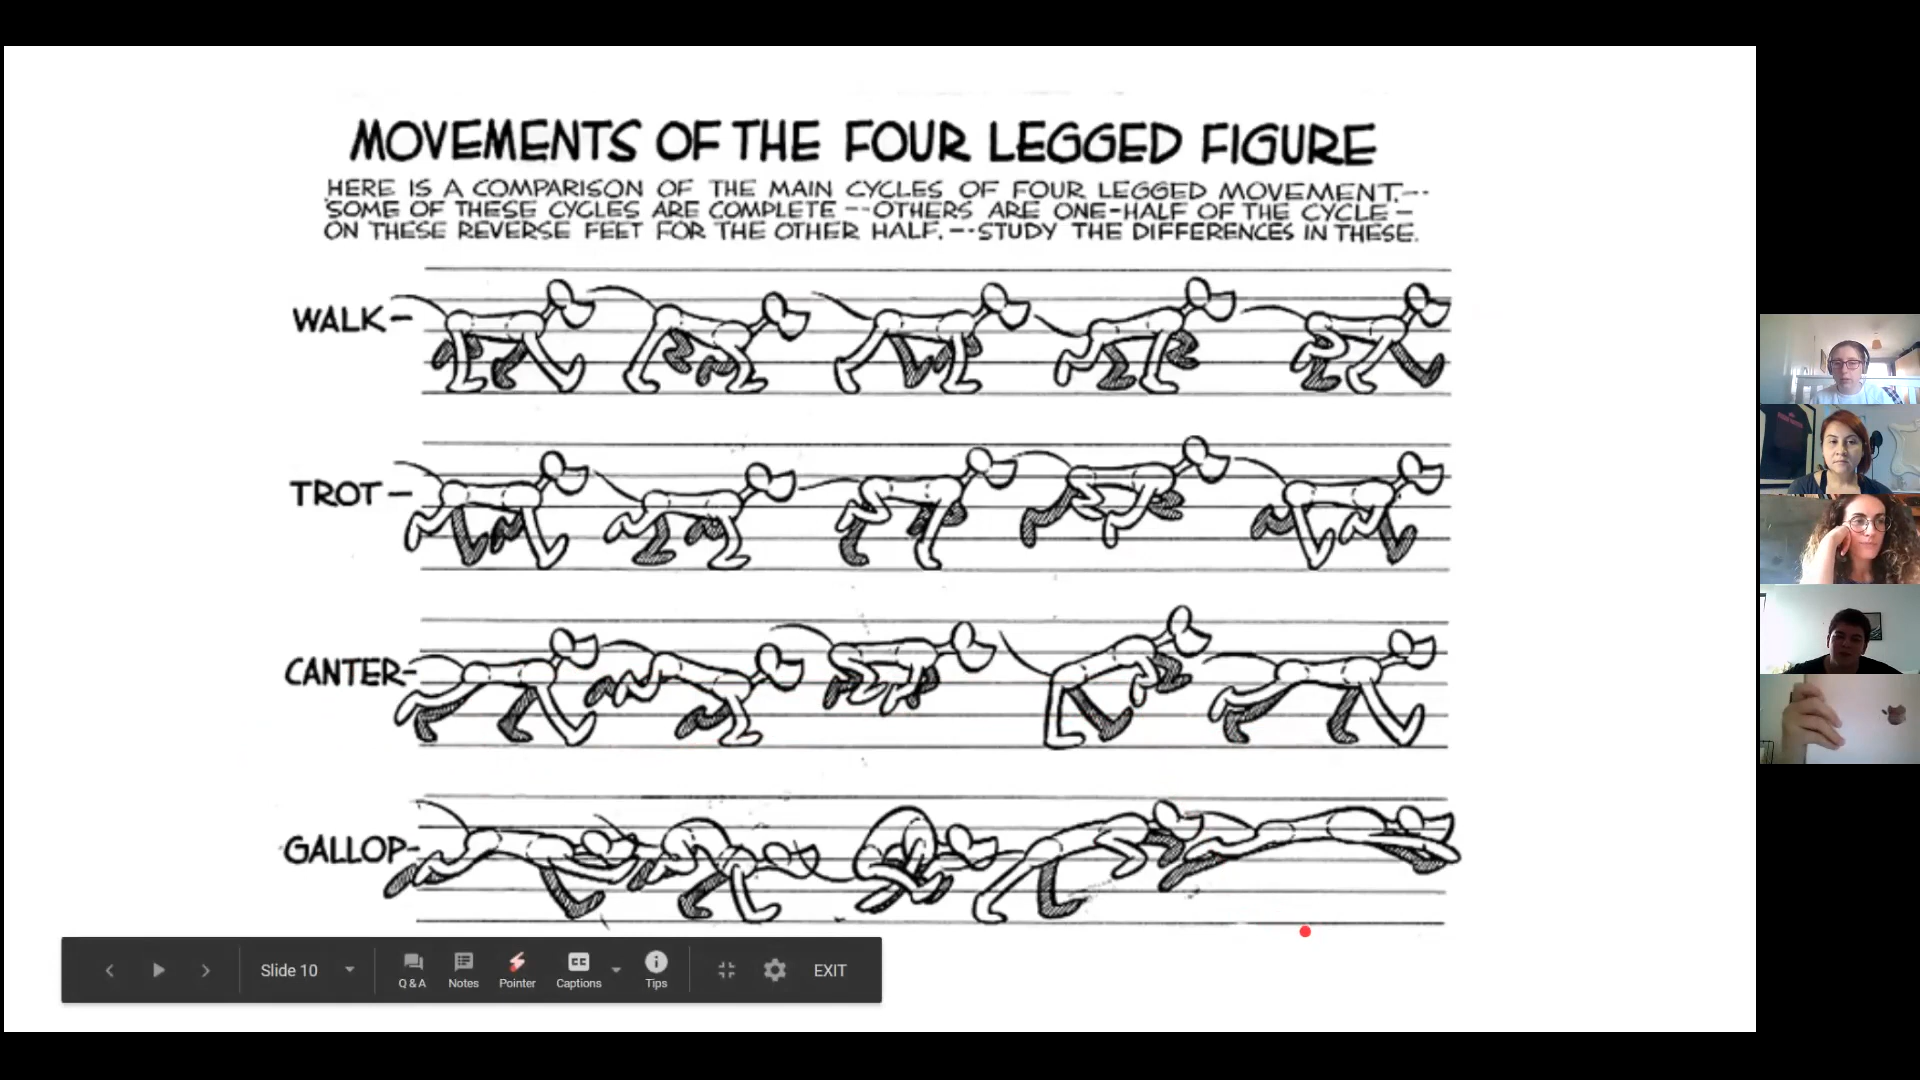 MOVEMENTS OF THE FOUR LEGGED FIGURE
HERE IS A COMPARISON OF THE MAIN CYCLES OF FOUR LEGGED MOVEMENT.--
SOME OF THESE CYCLES ARE COMPLETE --OTHERS ARE ONE-HALF OF THE CYCLE—
ON THESE REVERSE FEET FOR THE OTHER HALF.--STUDY THE DIFFERENCES IN THESE.
WALK-
TROT-
CANTER-
GALLOP-
Slide 10
Q & A
Notes
Pointer
CC
Captions
Tips
EXIT